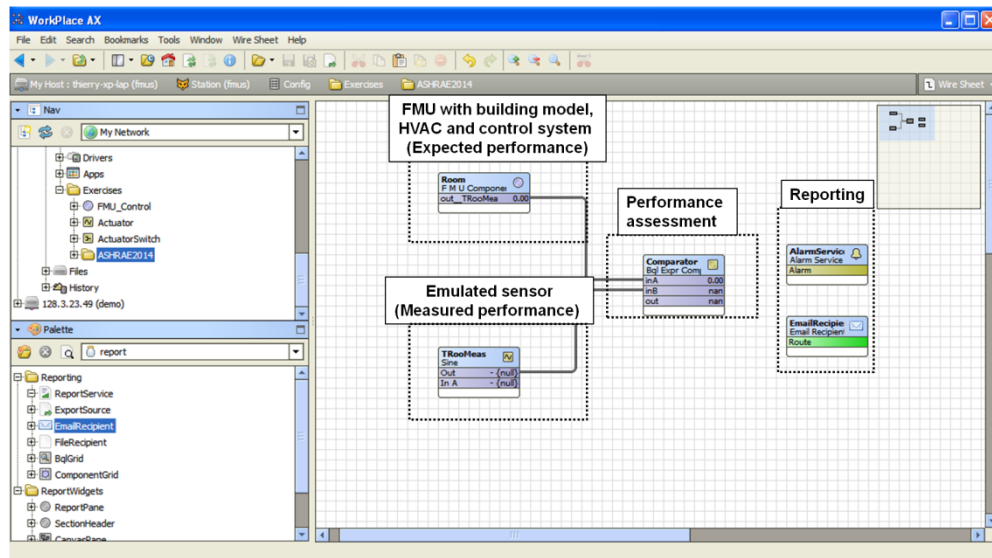 WorkPlace AX
File Edit Search Bookmarks Tools Window Wire Sheet Help
My Host : thierry-xp-lap (fmus) Station (fmus) Config Exercises ASHRAE2014 Wire Sheet
Nav
My Network
Drivers
Apps
Exercises
FMU_Control
Actuator
ActuatorSwitch
ASHRAE2014
Files
History
128.3.23.49 (demo)
Palette
report
Reporting
ReportService
ExportSource
EmailRecipient
FileRecipient
BqlGrid
ComponentGrid
ReportWidgets
ReportPane
SectionHeader
CanvasPane
FMU with building model,
HVAC and control system
(Expected performance)
Room
F M U Componen
out__TRooMea 0.00
Performance
assessment
Comparator
Bql Expr Comp
inA 0.00
inB nan
out nan
Reporting
AlarmServic
Alarm Service
Alarm
EmailRecipie
Email Recipient
Route
Emulated sensor
(Measured performance)
TRooMeas
Sine
Out - {null}
In A - {null}